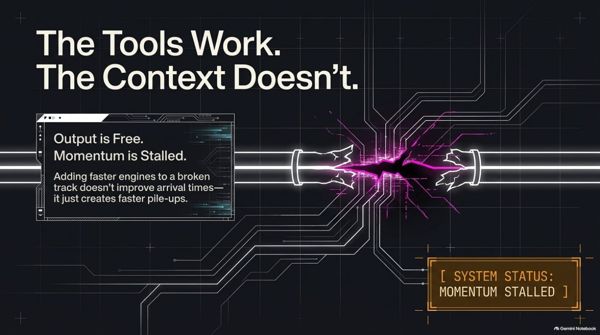 The Tools Work.
The Context Doesn't.
Output is Free.
Momentum is Stalled.
Adding faster engines to a broken
track doesn't improve arrival times—
it just creates faster pile-ups.
[ SYSTEM STATUS:
MOMENTUM STALLED ]
Gemini Notebook